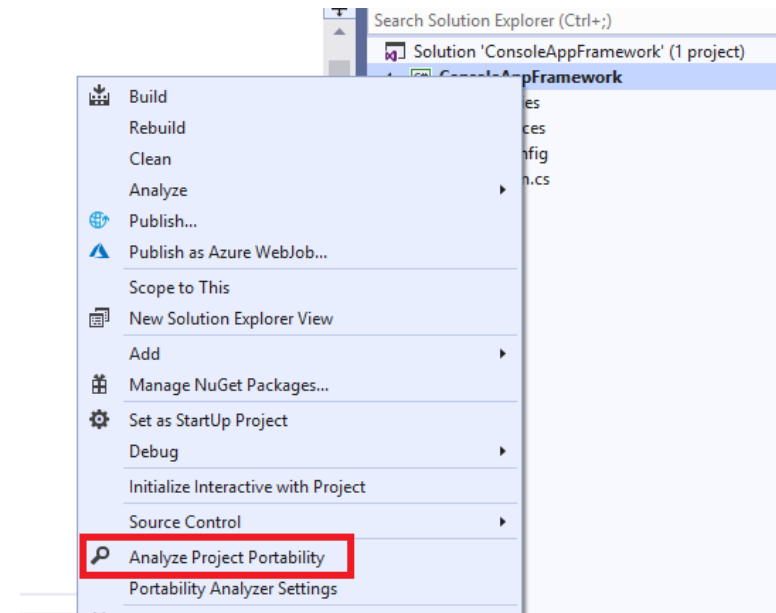 Search Solution Explorer (Ctrl+;)
Solution 'ConsoleAppFramework' (1 project)
ConsoleAppFramework
Build
Rebuild
Clean
Analyze
Publish...
Publish as Azure WebJob...
Scope to This
New Solution Explorer View
Add
Manage NuGet Packages...
Set as StartUp Project
Debug
Initialize Interactive with Project
Source Control
Analyze Project Portability
Portability Analyzer Settings